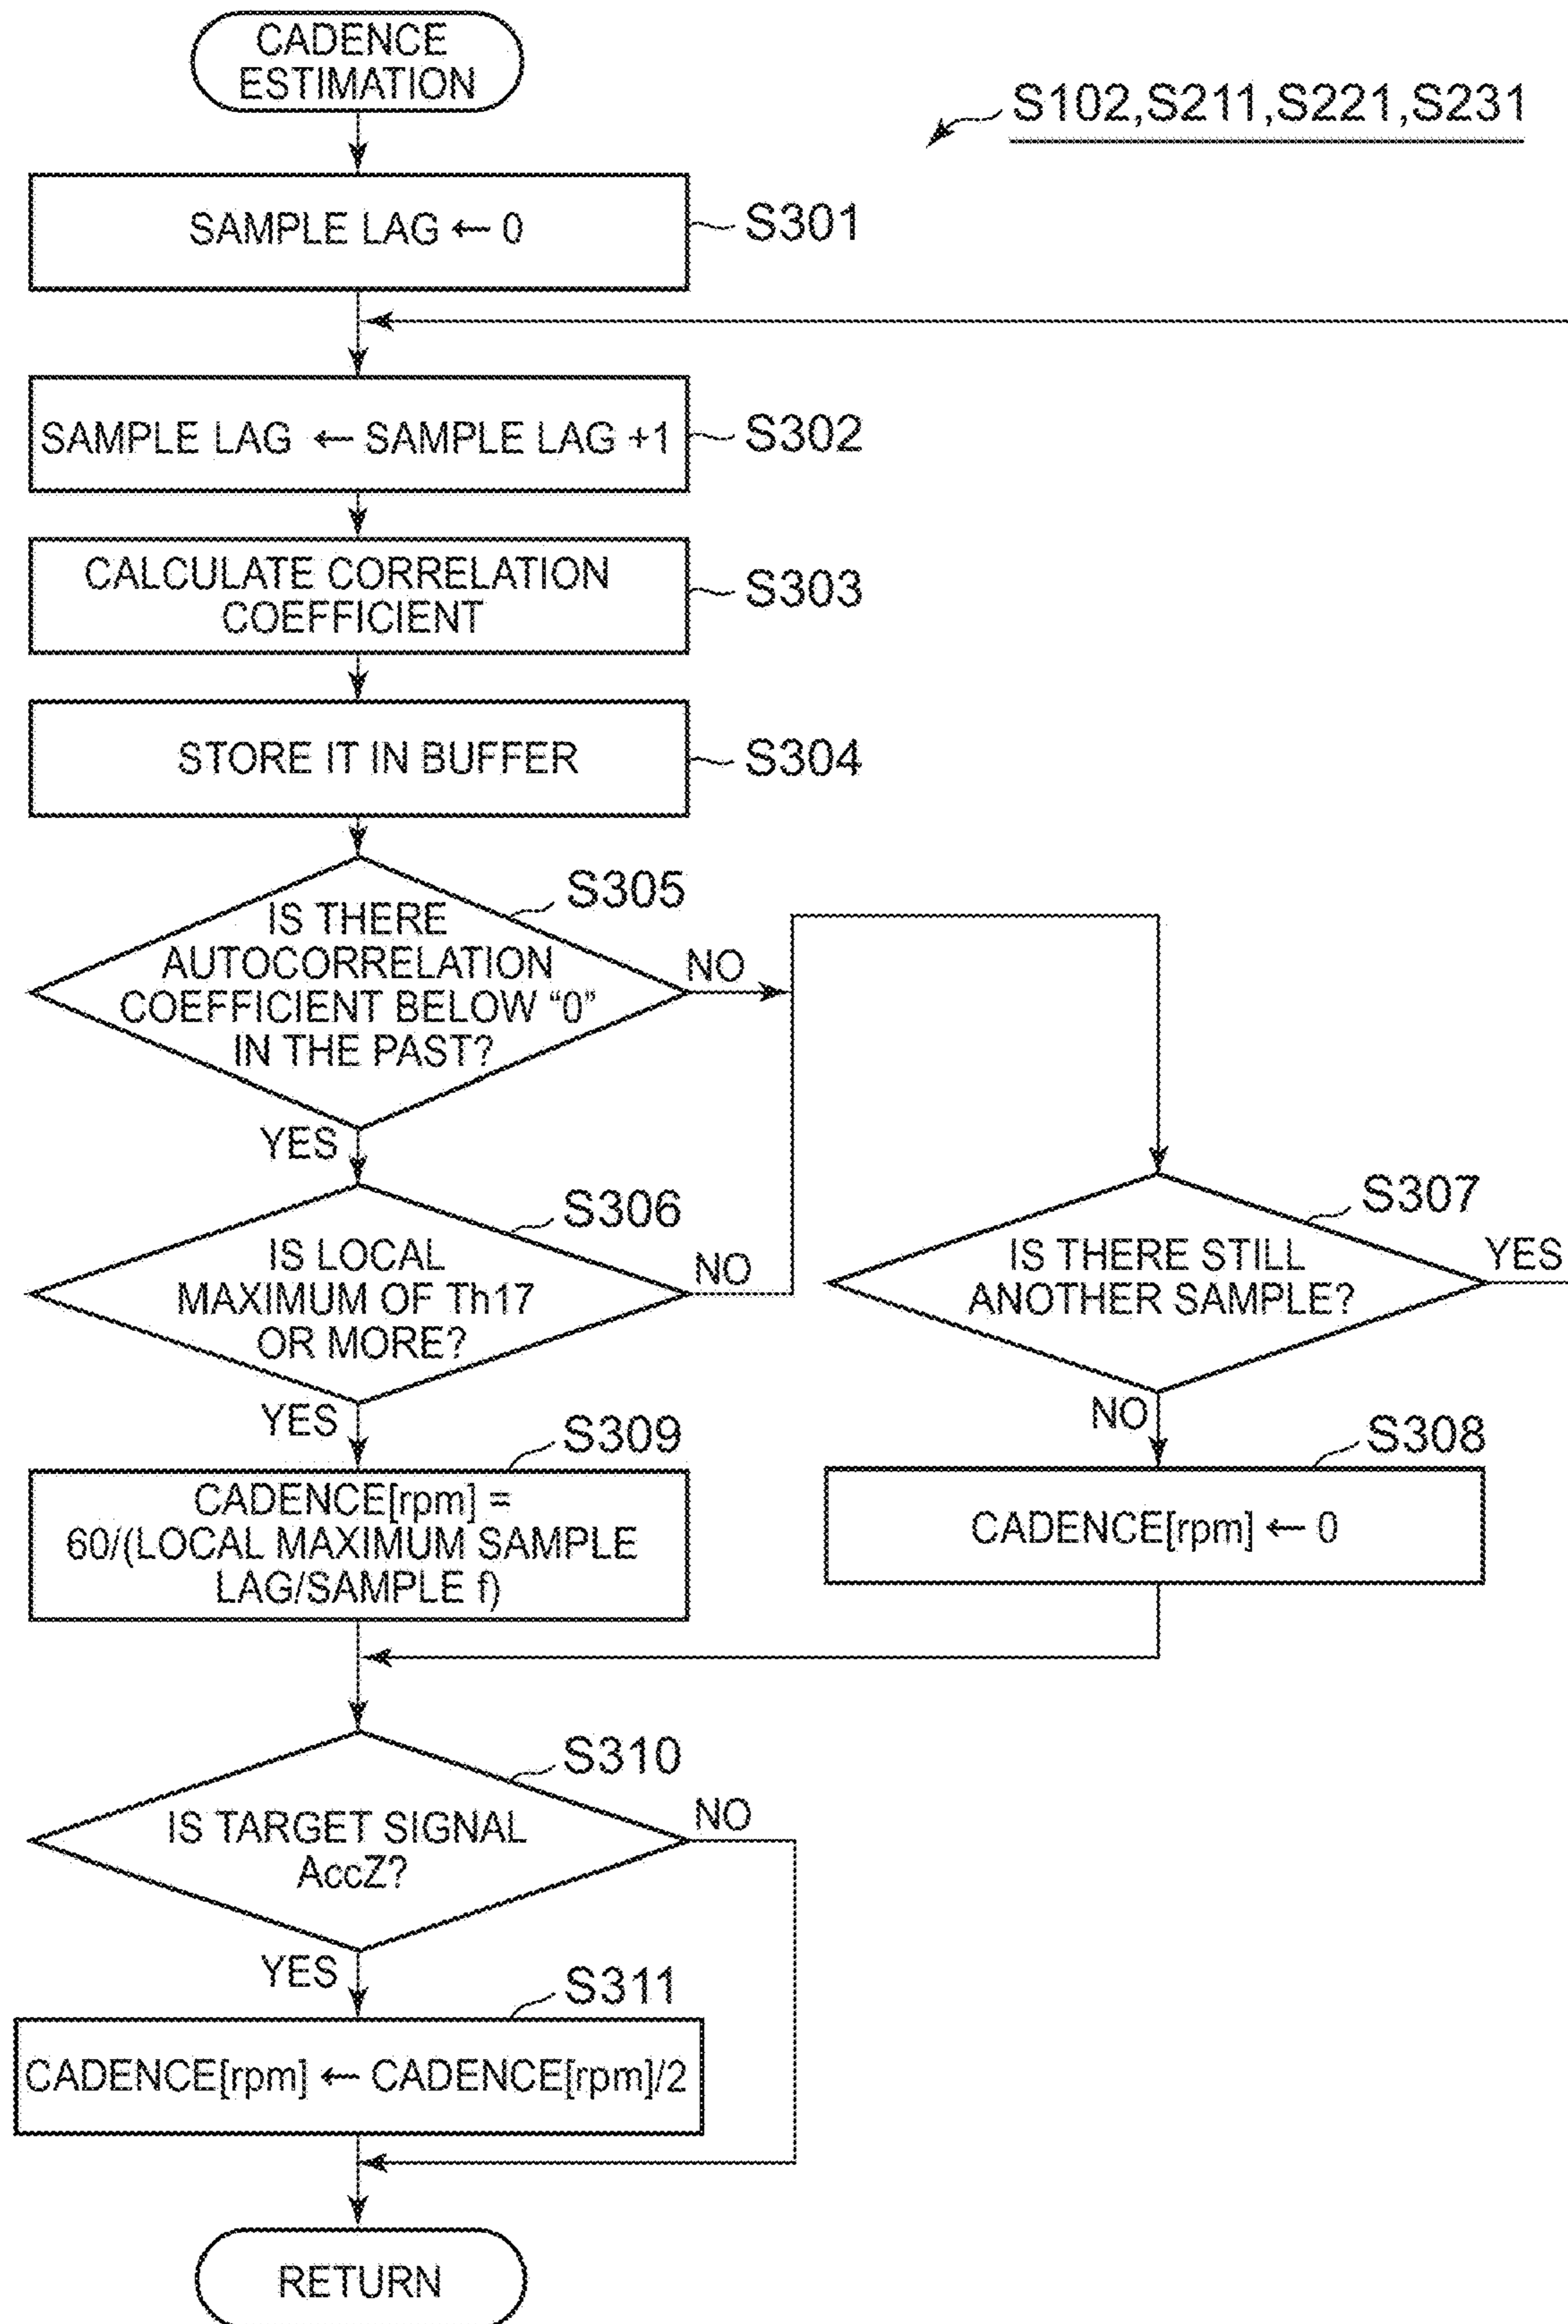 CADENCE
ESTIMATION
S102,S211,S221,S231
SAMPLE LAG ← 0
S301
SAMPLE LAG ← SAMPLE LAG +1
S302
CALCULATE CORRELATION
COEFFICIENT
S303
STORE IT IN BUFFER
S304
S305
IS THERE
AUTOCORRELATION
COEFFICIENT BELOW “0”
IN THE PAST?
NO
YES
S306
IS LOCAL
MAXIMUM OF Th17
OR MORE?
NO
YES
S307
IS THERE STILL
ANOTHER SAMPLE?
YES
NO
S309
CADENCE[rpm] =
60/(LOCAL MAXIMUM SAMPLE
LAG/SAMPLE f)
S308
CADENCE[rpm] ← 0
S310
IS TARGET SIGNAL
AccZ?
NO
YES
S311
CADENCE[rpm] ← CADENCE[rpm]/2
RETURN